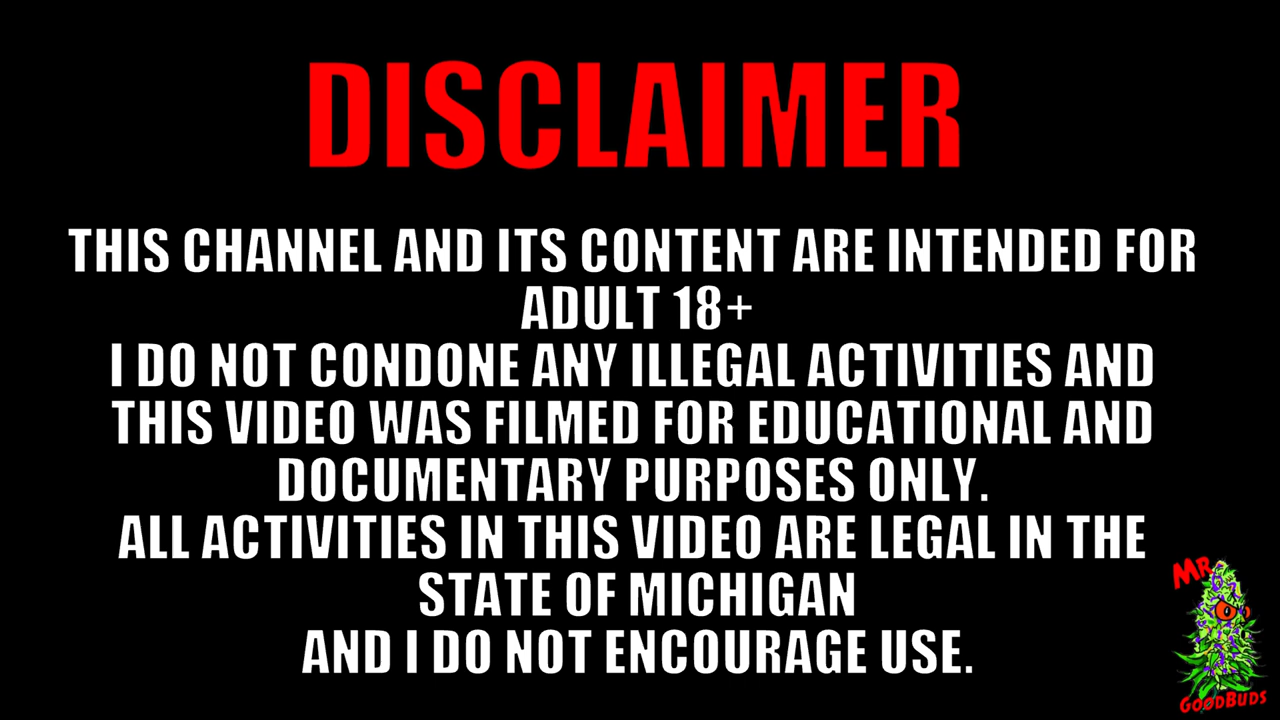 DISCLAIMER
THIS CHANNEL AND ITS CONTENT ARE INTENDED FOR
ADULT 18+
I DO NOT CONDONE ANY ILLEGAL ACTIVITIES AND
THIS VIDEO WAS FILMED FOR EDUCATIONAL AND
DOCUMENTARY PURPOSES ONLY.
ALL ACTIVITIES IN THIS VIDEO ARE LEGAL IN THE
STATE OF MICHIGAN
AND I DO NOT ENCOURAGE USE.
MR
GOODBUDS